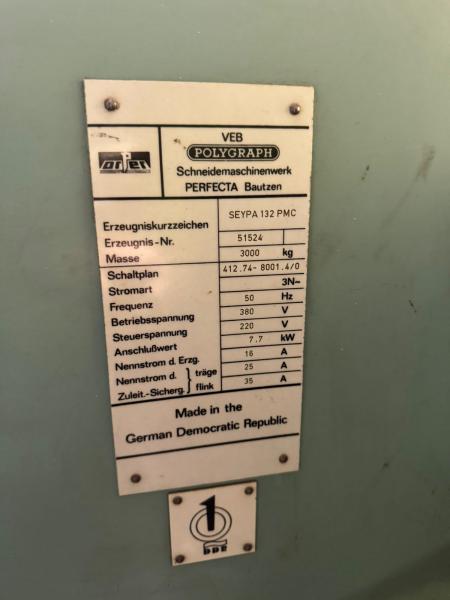 VEB
POLYGRAPH
Schneidemaschinenwerk
PERFECTA Bautzen
Erzeugniskurzzeichen SEYPA 132 PMC
Erzeugnis-Nr. 51524
Masse 3000 kg
Schaltplan 412.74-8001.4/0
Stromart 3N~
Frequenz 50 Hz
Betriebsspannung 380 V
Steuerspannung 220 V
Anschlußwert 7.7 kW
Nennstrom d. Erzg. 16 A
Nennstrom d. träge 25 A
Zuleit.-Sicherg. flink 35 A
Made in the
German Democratic Republic
1
DDR